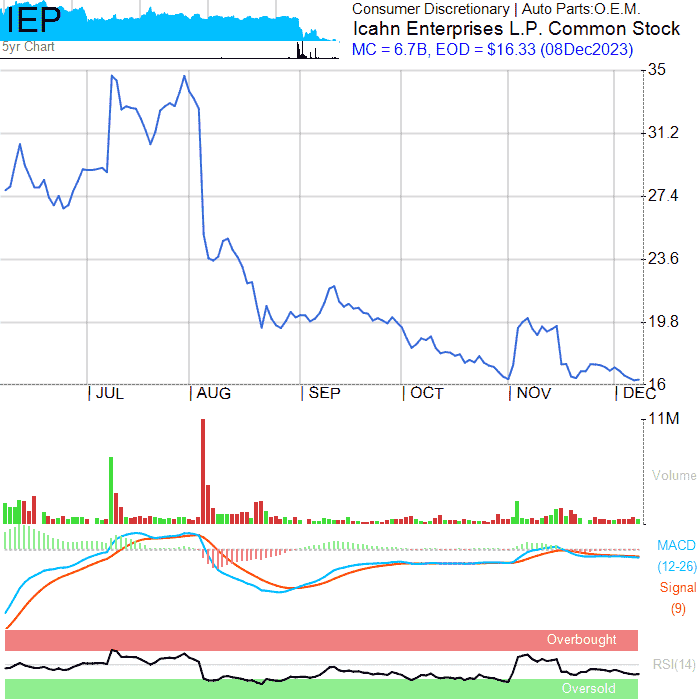 IEP
5yr Chart
Consumer Discretionary | Auto Parts:O.E.M.
Icahn Enterprises L.P. Common Stock
MC = 6.7B, EOD = $16.33 (08Dec2023)
35
31.2
27.4
23.6
19.8
16
JUL AUG SEP OCT NOV DEC
11M
Volume
MACD
(12-26)
Signal
(9)
Overbought
RSI(14)
Oversold